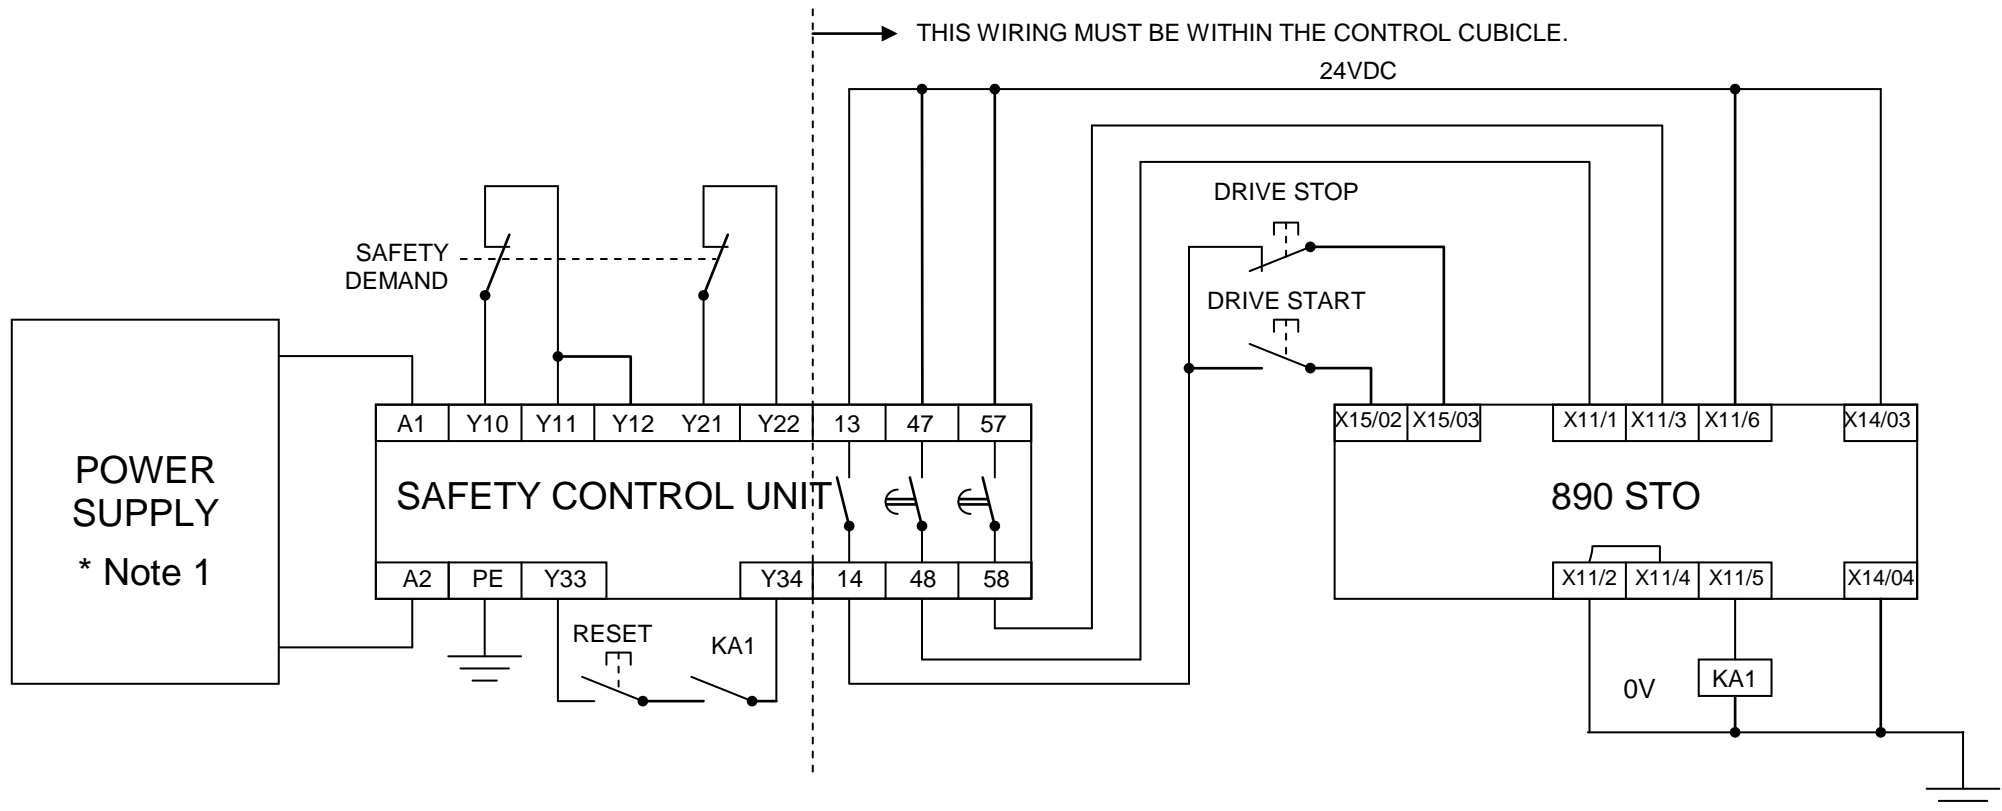 THIS WIRING MUST BE WITHIN THE CONTROL CUBICLE.
24VDC
DRIVE STOP
SAFETY
DEMAND
DRIVE START
A1 Y10 Y11 Y12 Y21 Y22 13 47 57
X15/02 X15/03 X11/1 X11/3 X11/6 X14/03
POWER
SUPPLY
* Note 1
SAFETY CONTROL UNIT
890 STO
A2 PE Y33 Y34 14 48 58
X11/2 X11/4 X11/5 X14/04
RESET
KA1
0V
KA1